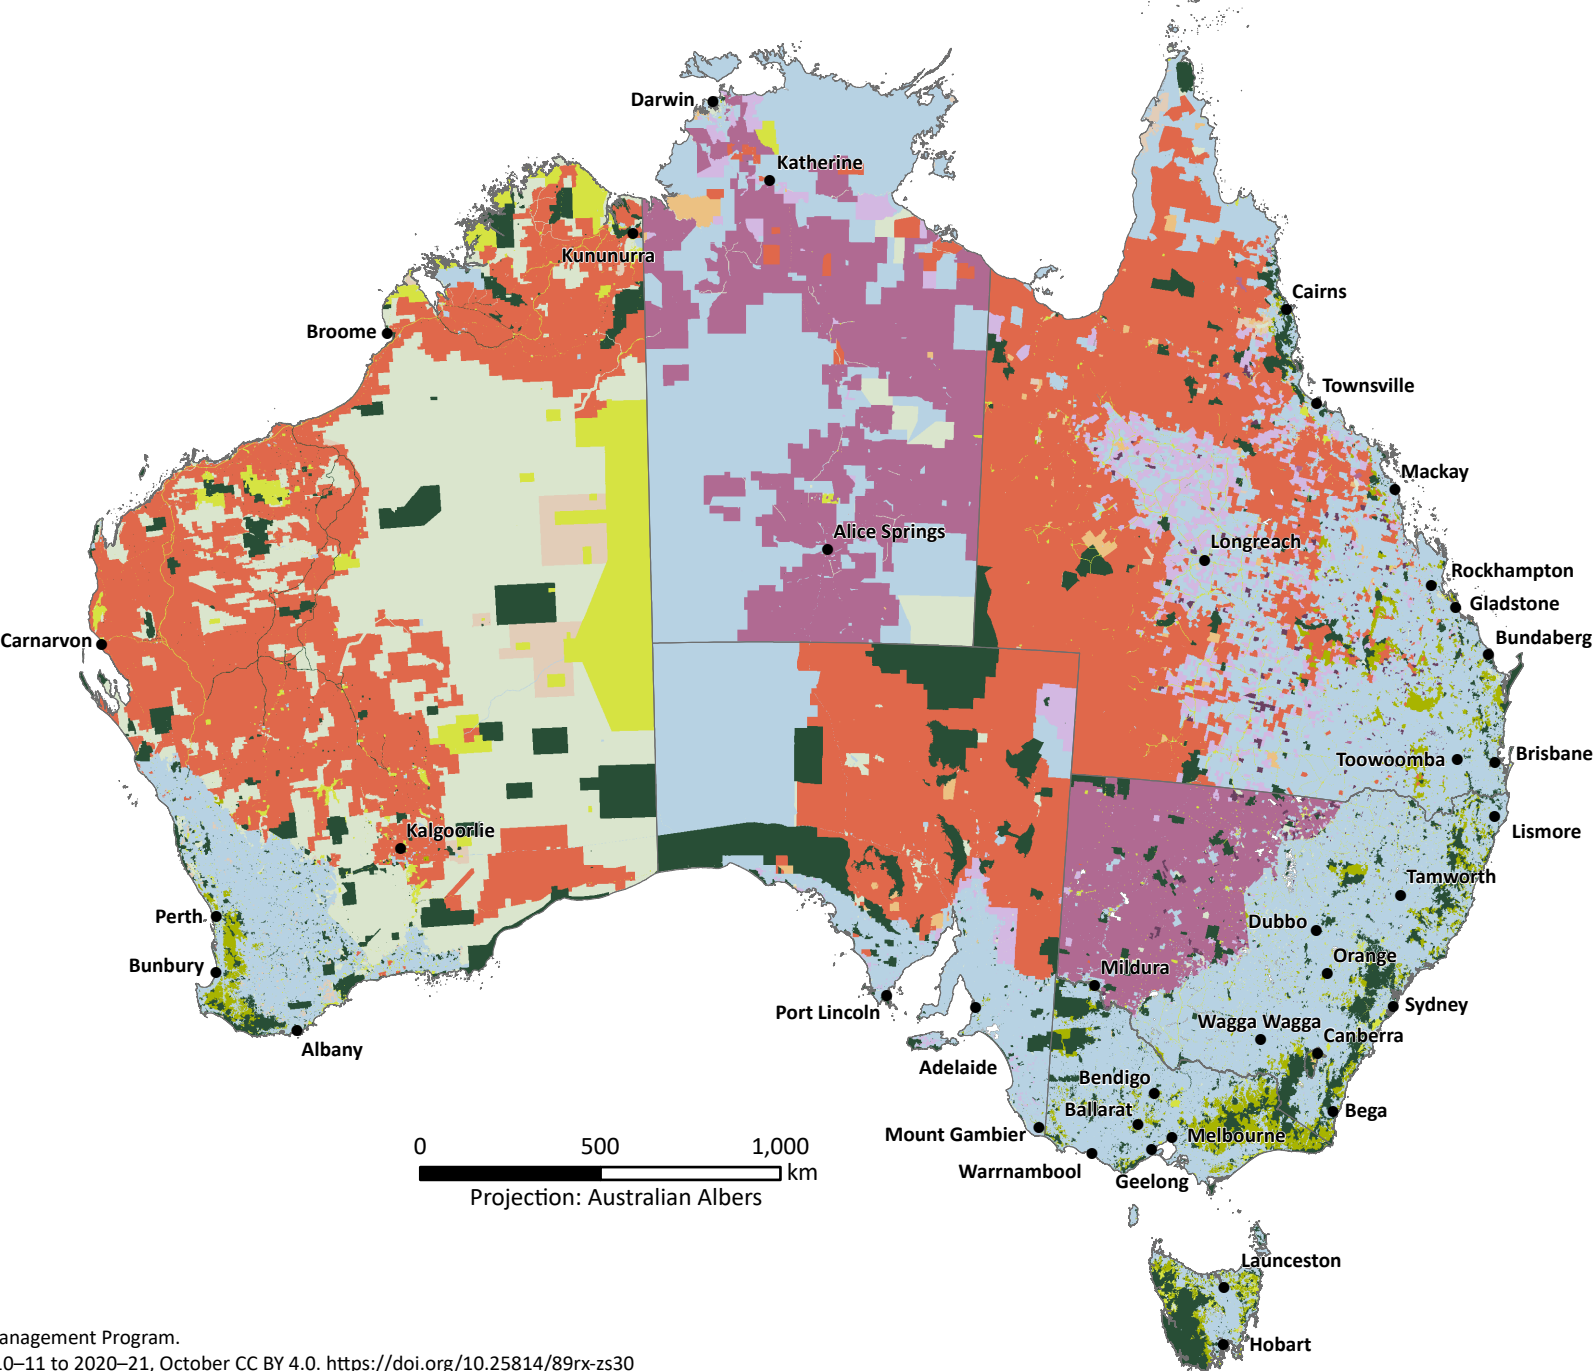 Darwin
Katherine
Kununurra
Cairns
Broome
Townsville
Mackay
Alice Springs
Longreach
Rockhampton
Gladstone
Carnarvon
Bundaberg
Toowoomba
Brisbane
Kalgoorlie
Lismore
Tamworth
Perth
Dubbo
Orange
Bunbury
Mildura
Sydney
Port Lincoln
Wagga Wagga
Canberra
Albany
Adelaide
Bendigo
Ballarat
Bega
Mount Gambier
Melbourne
Warrnambool
Geelong
0 500 1,000
km
Projection: Australian Albers
Launceston
Hobart
anagement Program.
0–11 to 2020–21, October CC BY 4.0. https://doi.org/10.25814/89rx-zs30